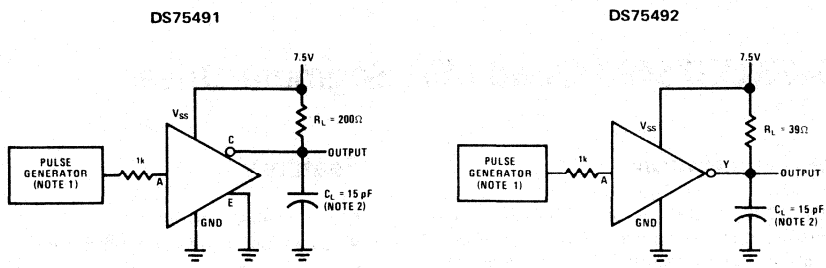 DS75491
7.5V
VSS
C
RL = 200Ω
1k
OUTPUT
PULSE
GENERATOR
(NOTE 1)
A
E
CL = 15 pF
(NOTE 2)
GND
DS75492
7.5V
VSS
RL = 39Ω
1k
Y
OUTPUT
PULSE
GENERATOR
(NOTE 1)
A
CL = 15 pF
(NOTE 2)
GND